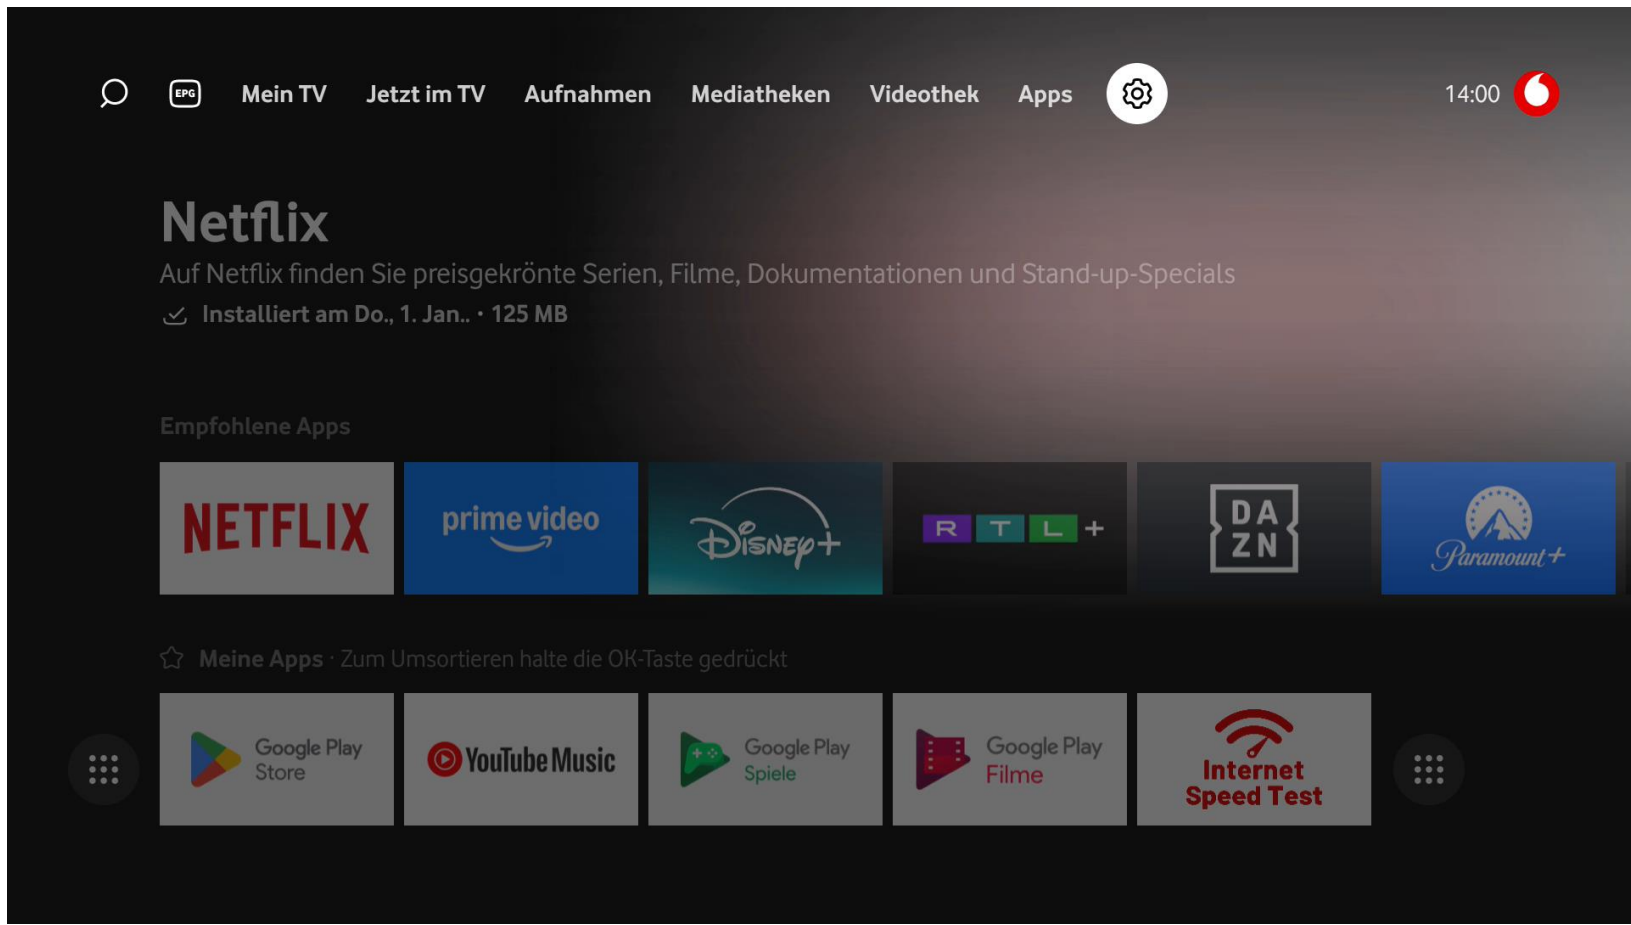 EPG Mein TV Jetzt im TV Aufnahmen Mediatheken Videothek Apps 14:00
Netflix
Auf Netflix finden Sie preisgekrönte Serien, Filme, Dokumentationen und Stand-up-Specials
Installiert am Do., 1. Jan.. • 125 MB
Empfohlene Apps
NETFLIX
prime video
Disney+
RTL+
DA
ZN
Paramount+
Meine Apps · Zum Umsortieren halte die OK-Taste gedrückt
Google Play
Store
YouTube Music
Google Play
Spiele
Google Play
Filme
Internet
Speed Test